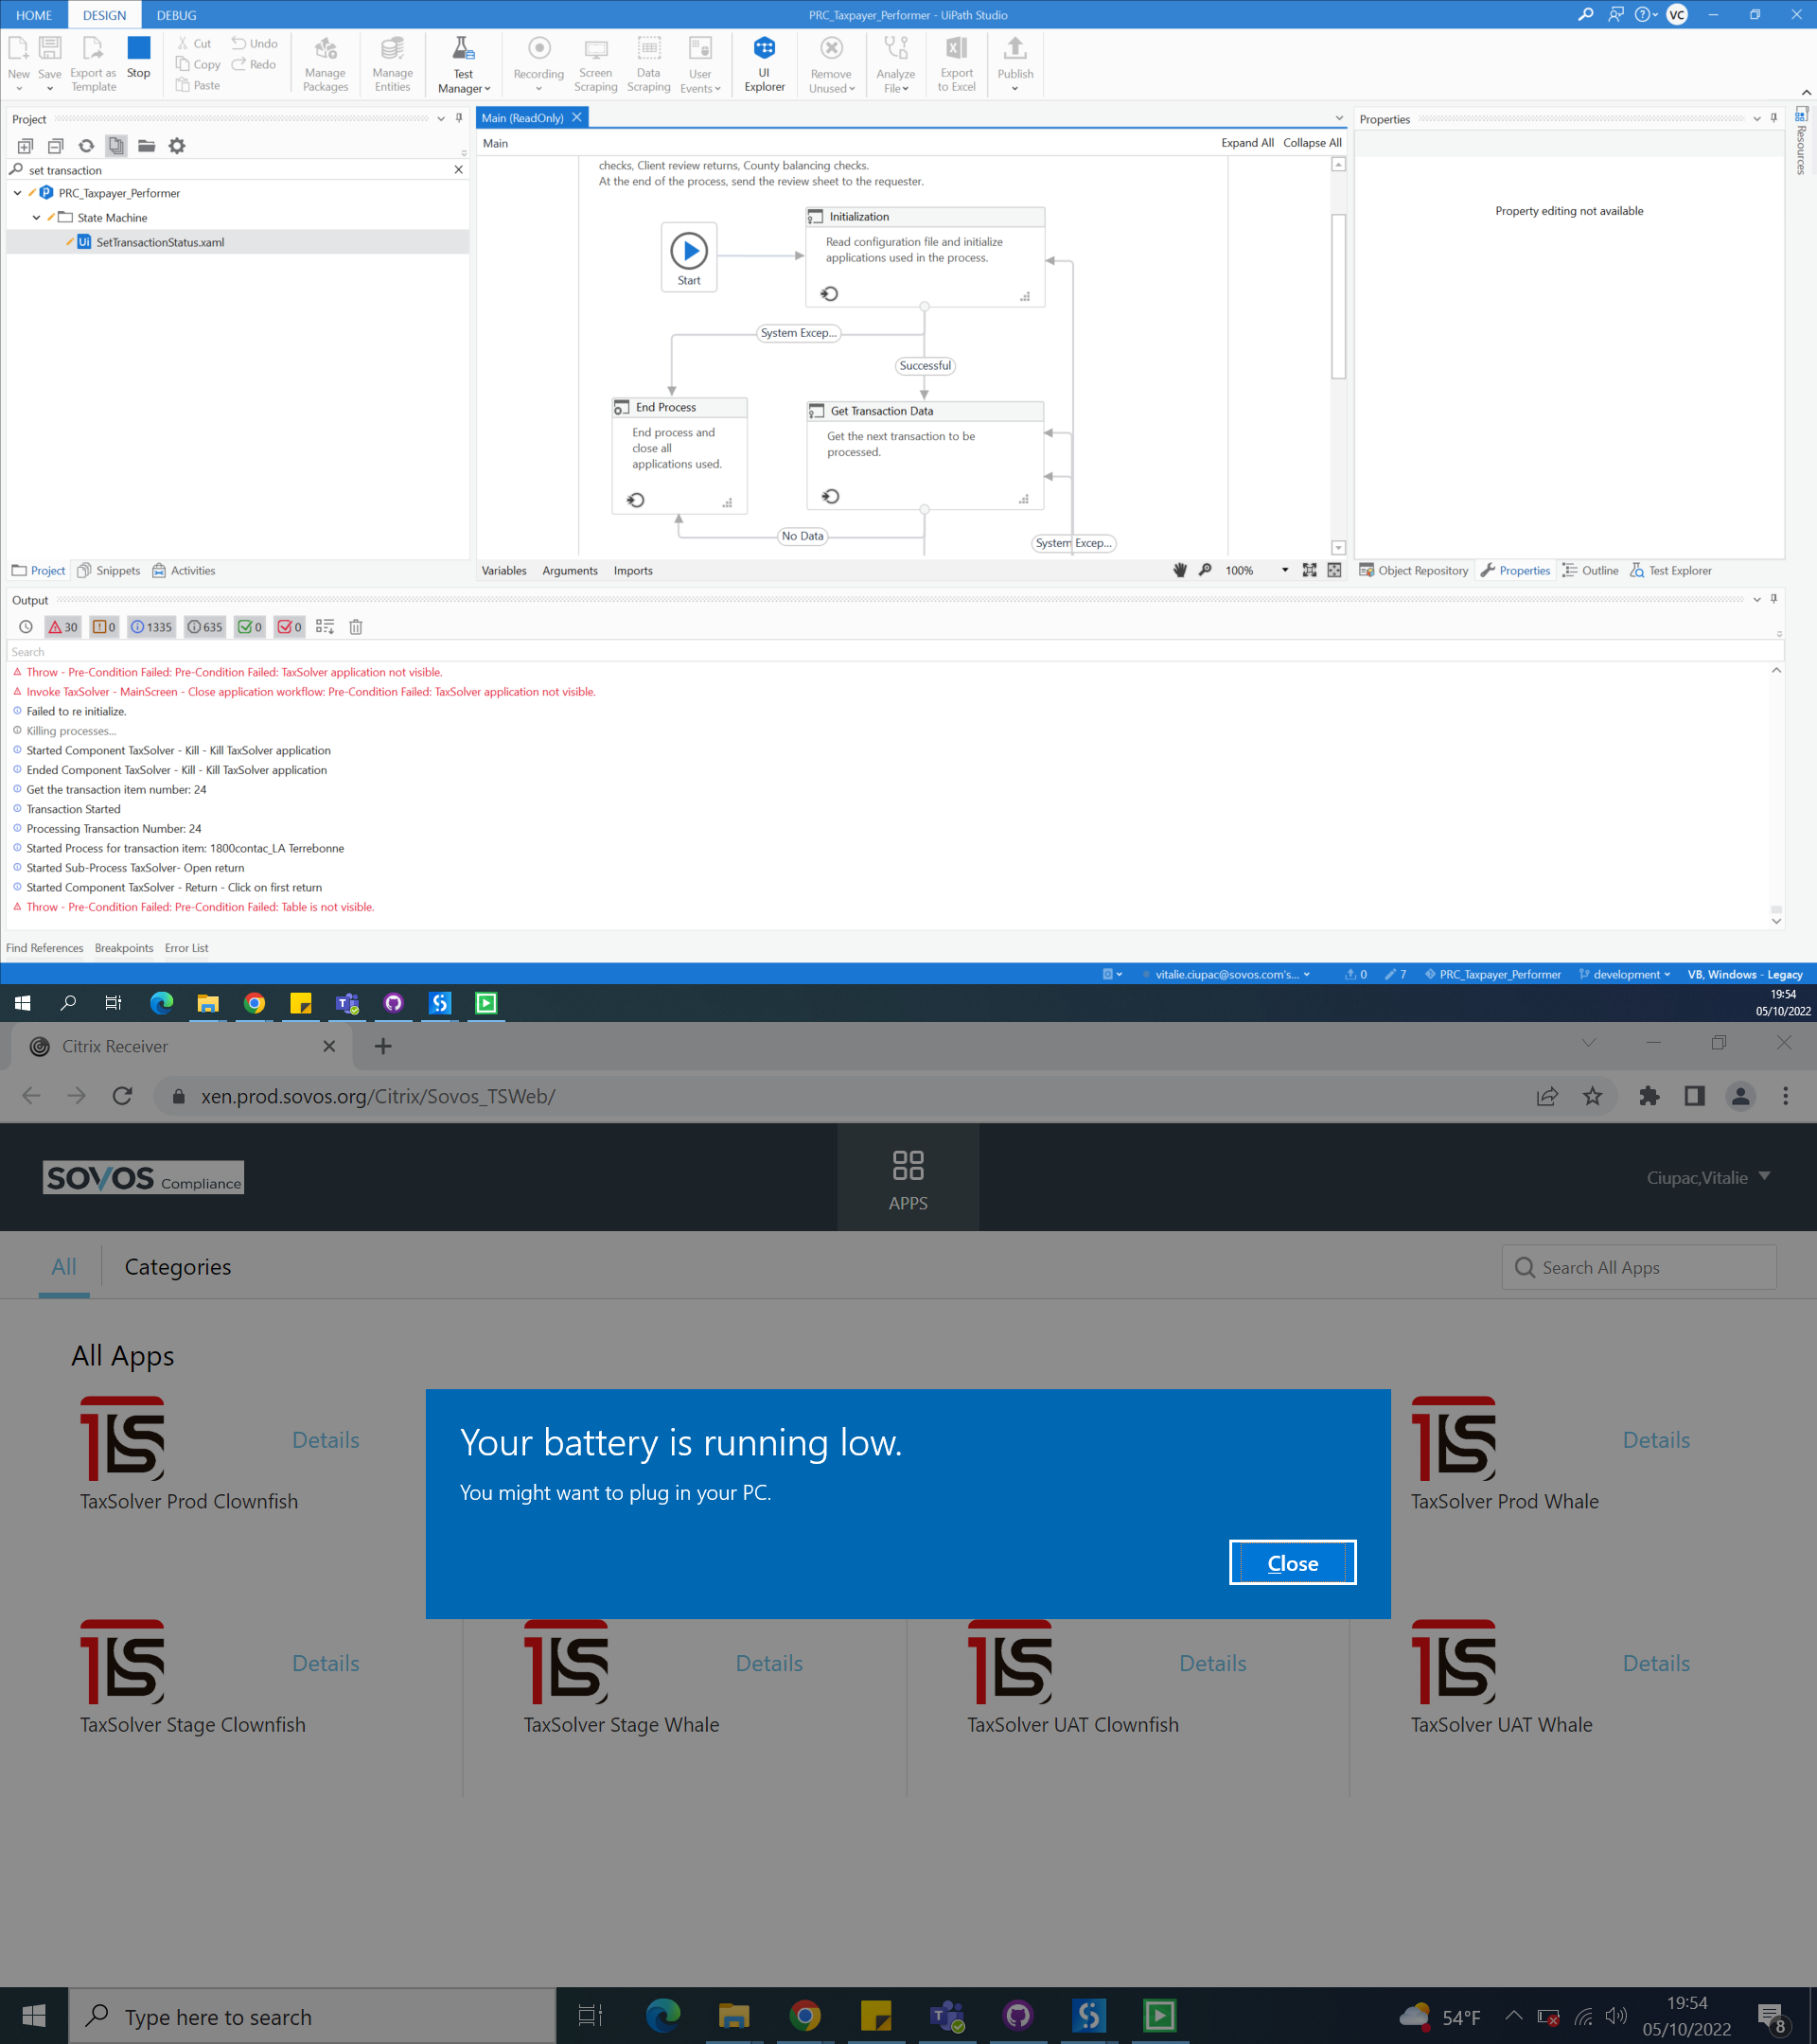 HOME DESIGN DEBUG
PRC_Taxpayer_Performer - UiPath Studio
VC
New Save Export as Template Stop
Cut Copy Paste
Undo Redo
Manage Packages
Manage Entities
Test Manager
Recording
Screen Scraping
Data Scraping
User Events
UI Explorer
Remove Unused
Analyze File
Export to Excel
Publish
Project
set transaction
PRC_Taxpayer_Performer
State Machine
SetTransactionStatus.xaml
Main (ReadOnly)
Main
Expand All Collapse All
checks, Client review returns, County balancing checks.
At the end of the process, send the review sheet to the requester.
Start
Initialization
Read configuration file and initialize
applications used in the process.
System Excep...
Successful
End Process
End process and
close all
applications used.
Get Transaction Data
Get the next transaction to be
processed.
No Data
System Excep...
Properties
Property editing not available
Resources
Project Snippets Activities
Variables Arguments Imports
100%
Object Repository Properties Outline Test Explorer
Output
30 0 1335 635 0 0
Search
Throw - Pre-Condition Failed: Pre-Condition Failed: TaxSolver application not visible.
Invoke TaxSolver - MainScreen - Close application workflow: Pre-Condition Failed: TaxSolver application not visible.
Failed to re initialize.
Killing processes...
Started Component TaxSolver - Kill - Kill TaxSolver application
Ended Component TaxSolver - Kill - Kill TaxSolver application
Get the transaction item number: 24
Transaction Started
Processing Transaction Number: 24
Started Process for transaction item: 1800contac_LA Terrebonne
Started Sub-Process TaxSolver- Open return
Started Component TaxSolver - Return - Click on first return
Throw - Pre-Condition Failed: Pre-Condition Failed: Table is not visible.
Find References Breakpoints Error List
vitalie.ciupac@sovos.com's... 0 7 PRC_Taxpayer_Performer development VB, Windows - Legacy
19:54
05/10/2022
Citrix Receiver
xen.prod.sovos.org/Citrix/Sovos_TSWeb/
SOVOS Compliance
APPS
Ciupac,Vitalie
All Categories
Search All Apps
All Apps
TS Details
TaxSolver Prod Clownfish
TS Details
TaxSolver Prod Whale
Your battery is running low.
You might want to plug in your PC.
Close
TS Details
TaxSolver Stage Clownfish
TS Details
TaxSolver Stage Whale
TS Details
TaxSolver UAT Clownfish
TS Details
TaxSolver UAT Whale
Type here to search
54°F
19:54
05/10/2022
8